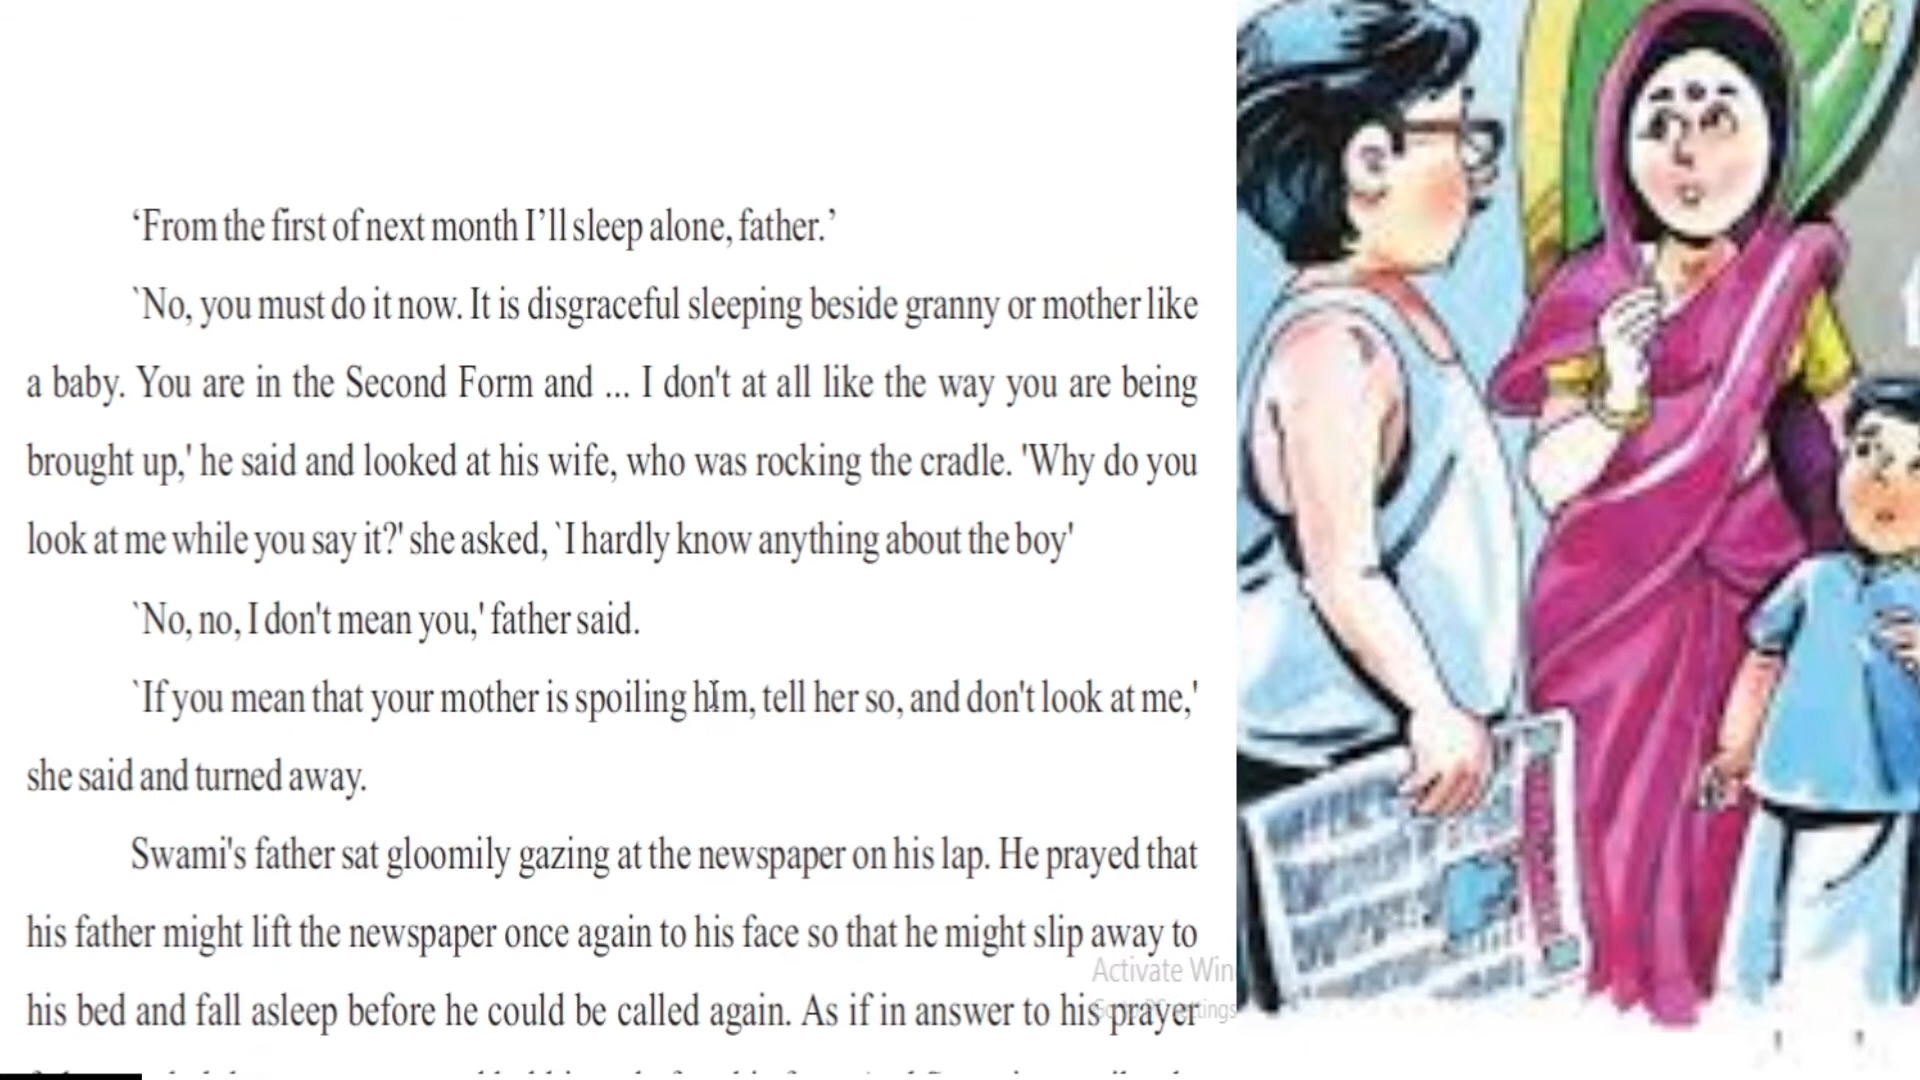 ‘From the first of next month I’ll sleep alone, father.’
`No, you must do it now. It is disgraceful sleeping beside granny or mother like
a baby. You are in the Second Form and ... I don't at all like the way you are being
brought up,' he said and looked at his wife, who was rocking the cradle. 'Why do you
look at me while you say it?' she asked, `I hardly know anything about the boy'
`No, no, I don't mean you,' father said.
`If you mean that your mother is spoiling him, tell her so, and don't look at me,'
she said and turned away.
Swami's father sat gloomily gazing at the newspaper on his lap. He prayed that
his father might lift the newspaper once again to his face so that he might slip away to
his bed and fall asleep before he could be called again. As if in answer to his prayer
Activate Win